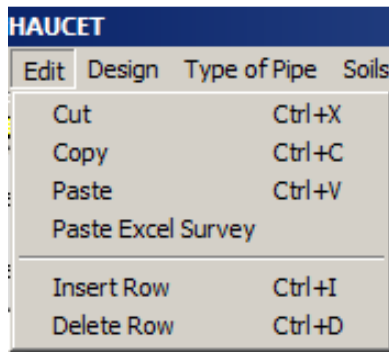 HAUCET
Edit Design Type of Pipe Soils
Cut Ctrl+X
Copy Ctrl+C
Paste Ctrl+V
Paste Excel Survey
Insert Row Ctrl+I
Delete Row Ctrl+D